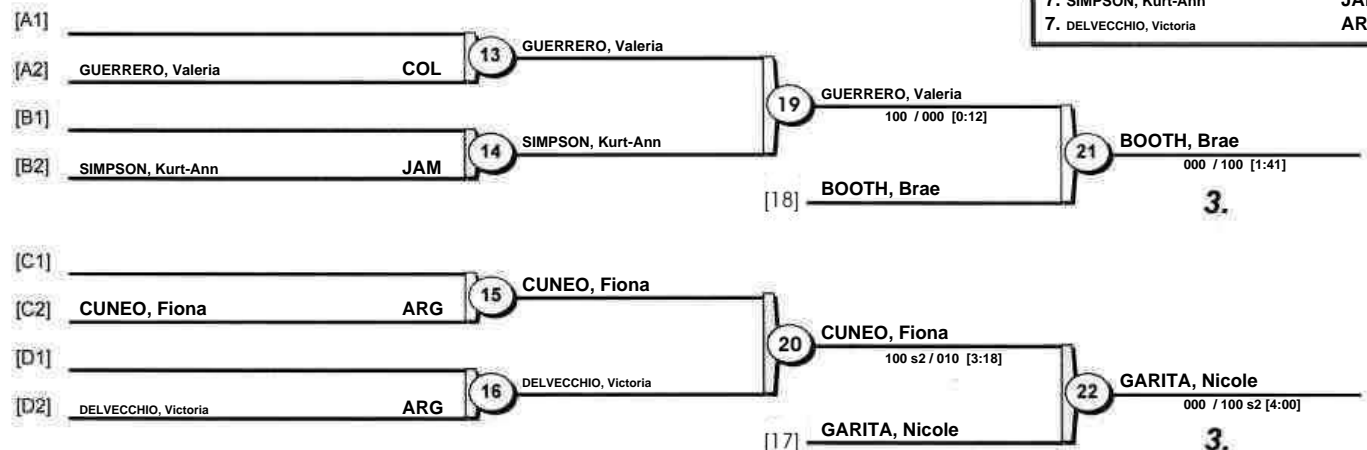 7. SIMPSON, Kurt-Ann JA
7. DELVECCHIO, Victoria AR
[A1]
[A2] GUERRERO, Valeria COL
13 GUERRERO, Valeria
[B1]
[B2] SIMPSON, Kurt-Ann JAM
14 SIMPSON, Kurt-Ann
19 GUERRERO, Valeria
100 / 000 [0:12]
[18] BOOTH, Brae
21 BOOTH, Brae
000 / 100 [1:41]
3.
[C1]
[C2] CUNEO, Fiona ARG
15 CUNEO, Fiona
[D1]
[D2] DELVECCHIO, Victoria ARG
16 DELVECCHIO, Victoria
20 CUNEO, Fiona
100 s2 / 010 [3:18]
[17] GARITA, Nicole
22 GARITA, Nicole
000 / 100 s2 [4:00]
3.